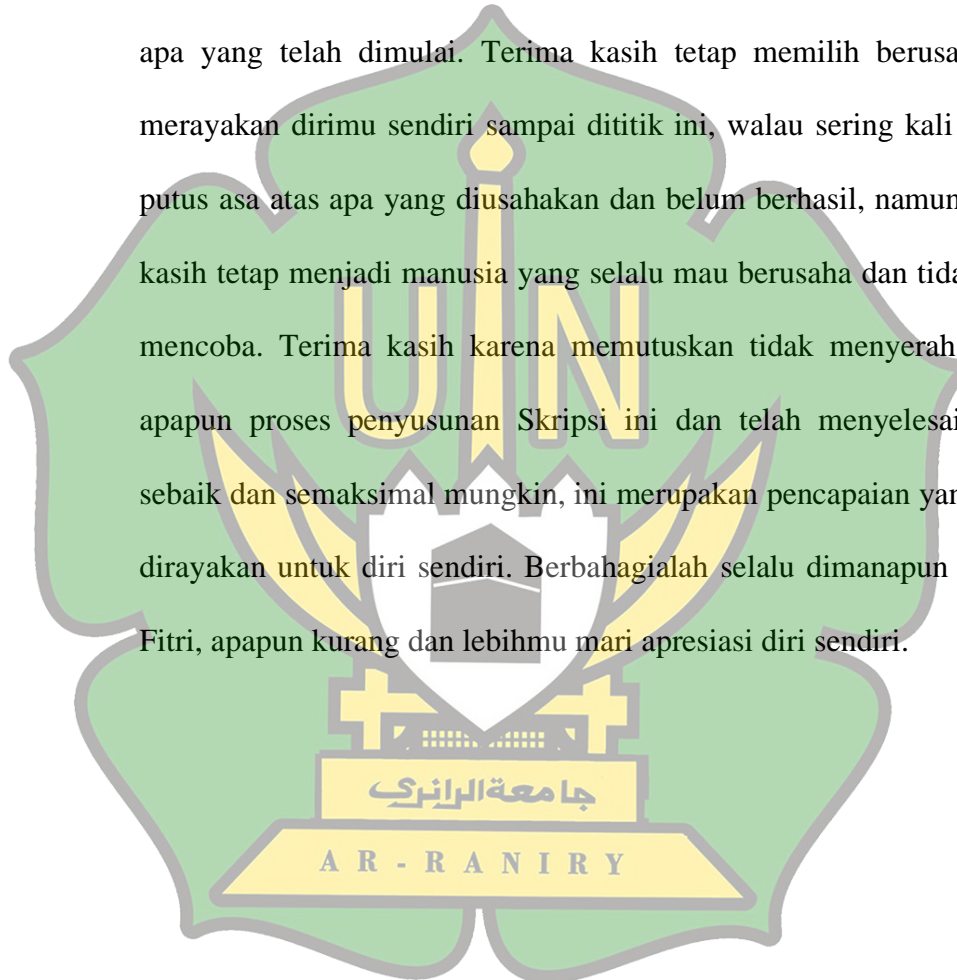 apa yang telah dimulai. Terima kasih tetap memilih berusa
merayakan dirimu sendiri sampai dititik ini, walau sering kali
putus asa atas apa yang diusahakan dan belum berhasil, namun
kasih tetap menjadi manusia yang selalu mau berusaha dan tida
mencoba. Terima kasih karena memutuskan tidak menyerah
apapun proses penyusunan Skripsi ini dan telah menyelesai
sebaik dan semaksimal mungkin, ini merupakan pencapaian yan
dirayakan untuk diri sendiri. Berbahagialah selalu dimanapun
Fitri, apapun kurang dan lebihmu mari apresiasi diri sendiri.
UIN
جامعة الرانري
AR - RANIRY